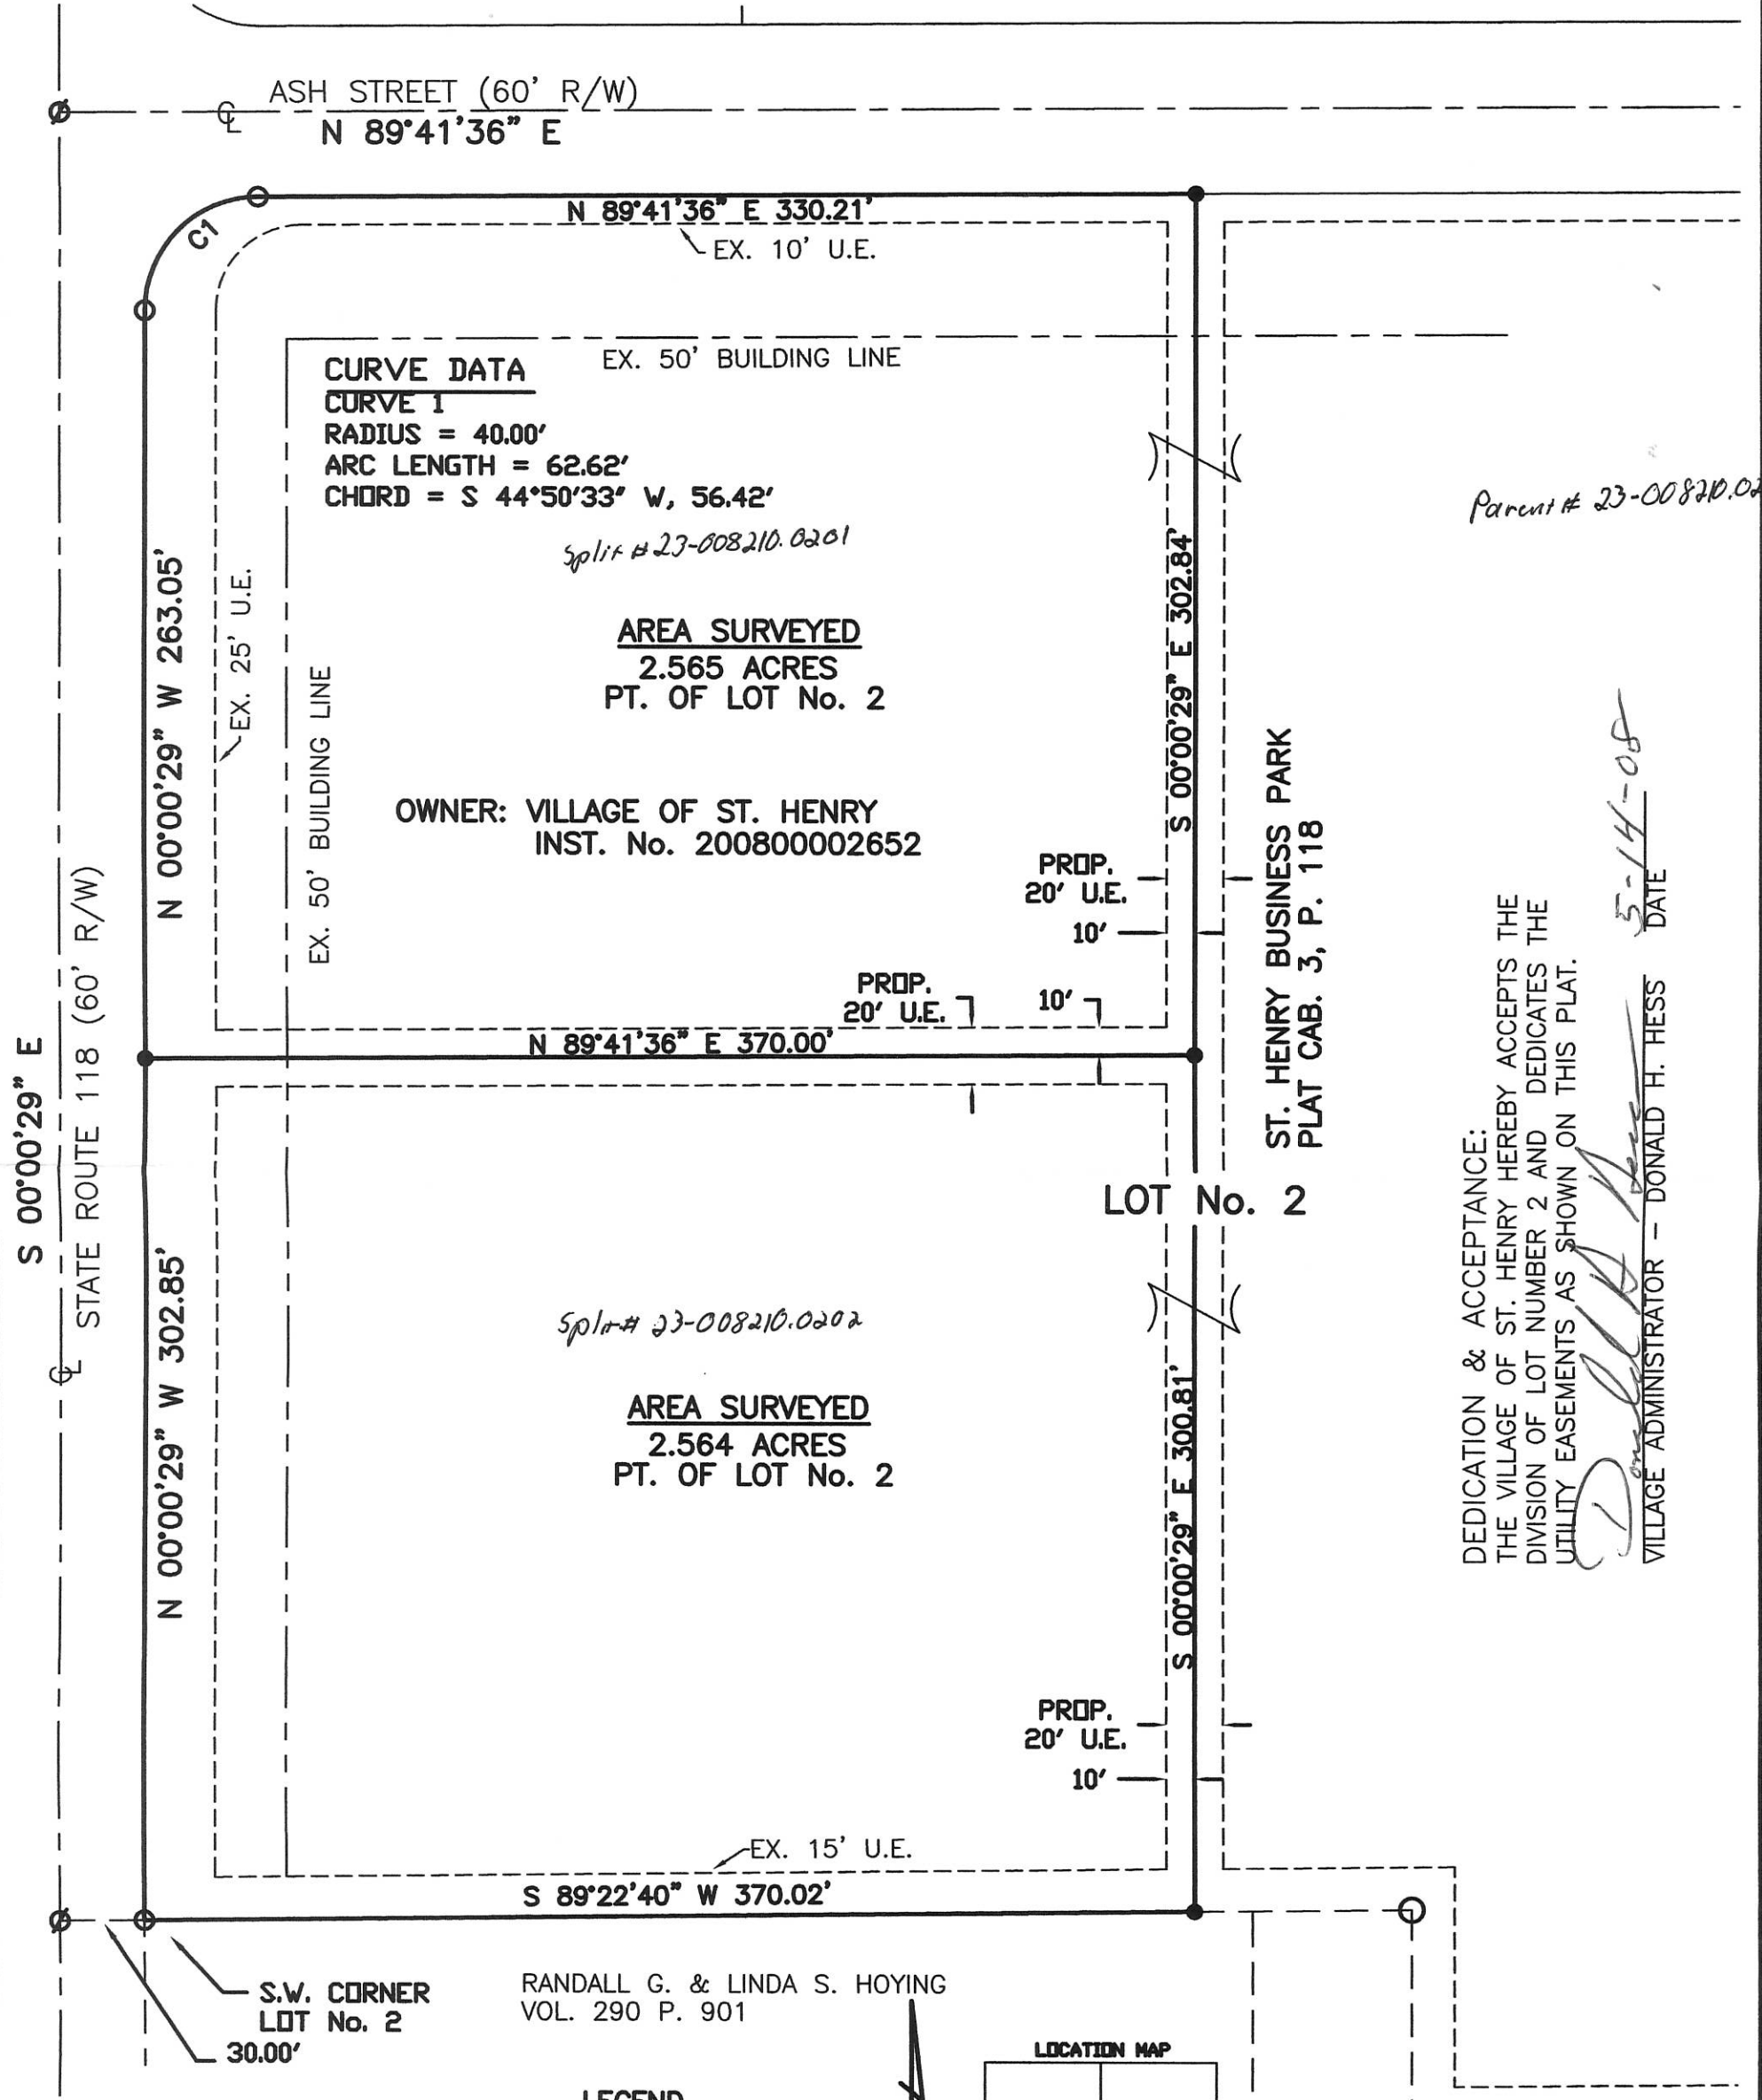 ASH STREET (60' R/W)
N 89°41'36" E
N 89°41'36" E 330.21'
EX. 10' U.E.
C1
EX. 50' BUILDING LINE
CURVE DATA
CURVE 1
RADIUS = 40.00'
ARC LENGTH = 62.62'
CHORD = S 44°50'33" W, 56.42'
Split # 23-008210.0201
Parent # 23-008210.02
AREA SURVEYED
2.565 ACRES
PT. OF LOT No. 2
N 00°00'29" W 263.05'
EX. 25' U.E.
EX. 50' BUILDING LINE
S 00°00'29" E 302.84'
OWNER: VILLAGE OF ST. HENRY
INST. No. 200800002652
PROP.
20' U.E.
10'
ST. HENRY BUSINESS PARK
PLAT CAB. 3, P. 118
PROP.
20' U.E.
10'
N 89°41'36" E 370.00'
S 00°00'29" E
STATE ROUTE 118 (60' R/W)
LOT No. 2
N 00°00'29" W 302.85'
Split# 23-008210.0202
AREA SURVEYED
2.564 ACRES
PT. OF LOT No. 2
S 00°00'29" E 300.81'
PROP.
20' U.E.
10'
EX. 15' U.E.
S 89°22'40" W 370.02'
S.W. CORNER
LOT No. 2
30.00'
RANDALL G. & LINDA S. HOYING
VOL. 290 P. 901
LOCATION MAP
LEGEND
DEDICATION & ACCEPTANCE:
THE VILLAGE OF ST. HENRY HEREBY ACCEPTS THE
DIVISION OF LOT NUMBER 2 AND DEDICATES THE
UTILITY EASEMENTS AS SHOWN ON THIS PLAT.
Donald H Hess 5-14-08
VILLAGE ADMINISTRATOR – DONALD H. HESS DATE